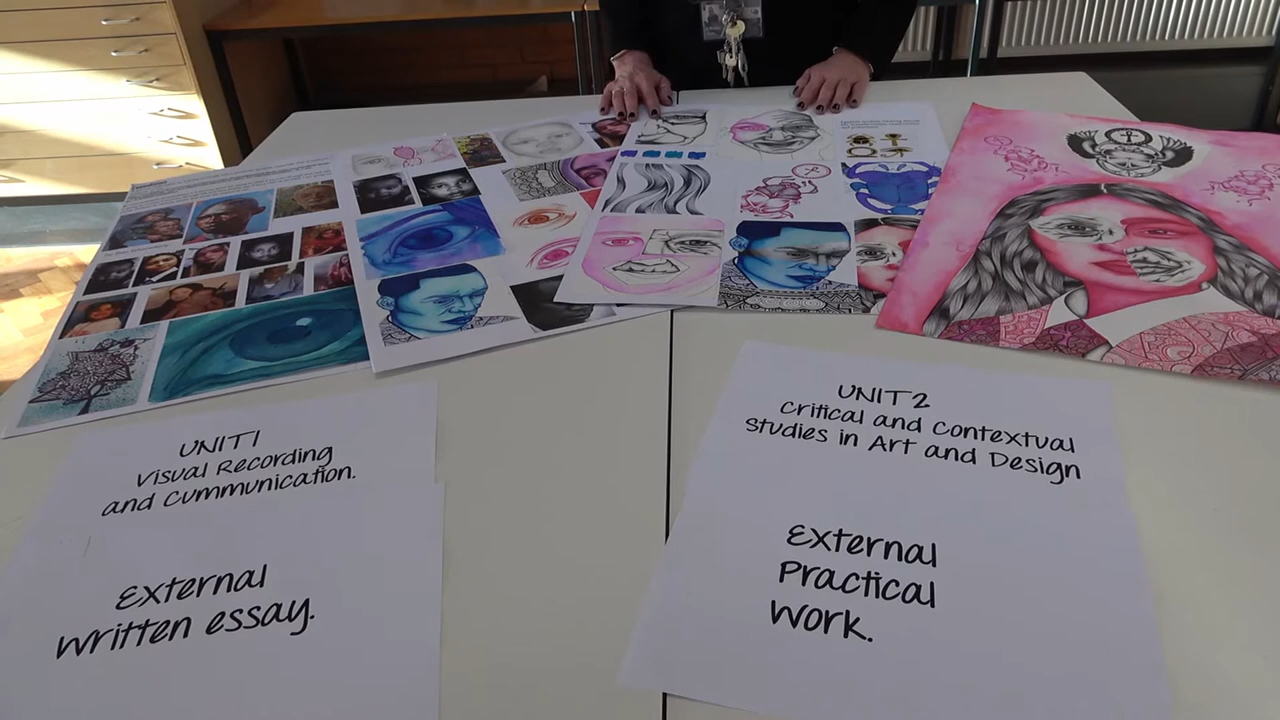 UNIT1
Visual Recording
and Cummunication.
External
written essay.
UNIT2
Critical and Contextual
studies in Art and Design
External
Practical
Work.